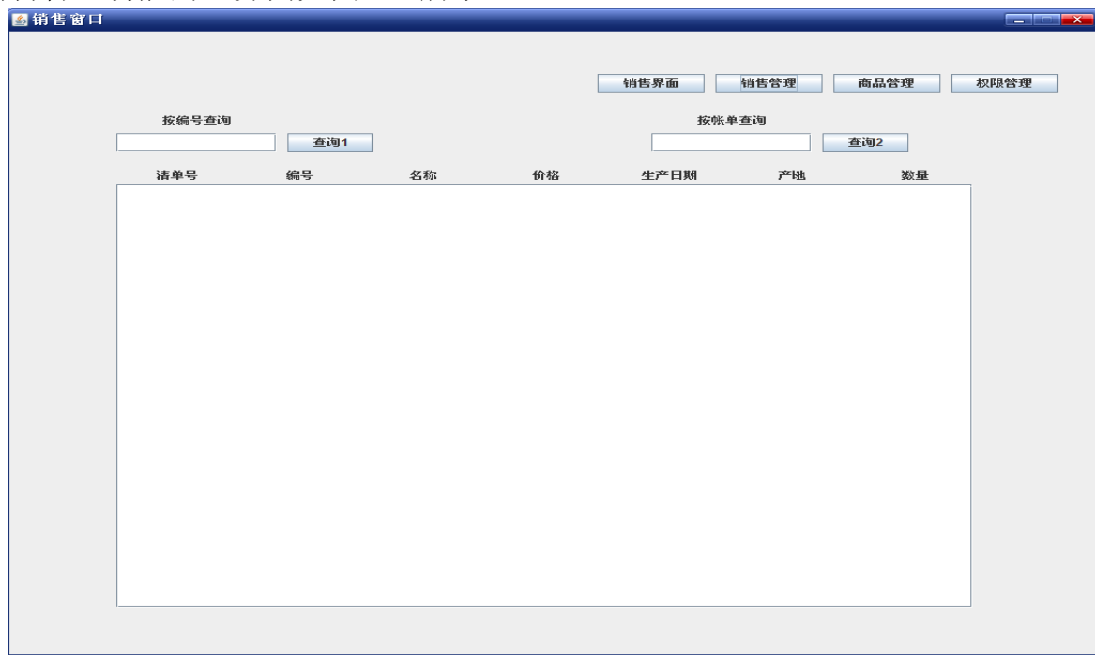 销售窗口
销售界面 销售管理 商品管理 权限管理
按编号查询 按帐单查询
查询1 查询2
清单号 编号 名称 价格 生产日期 产地 数量